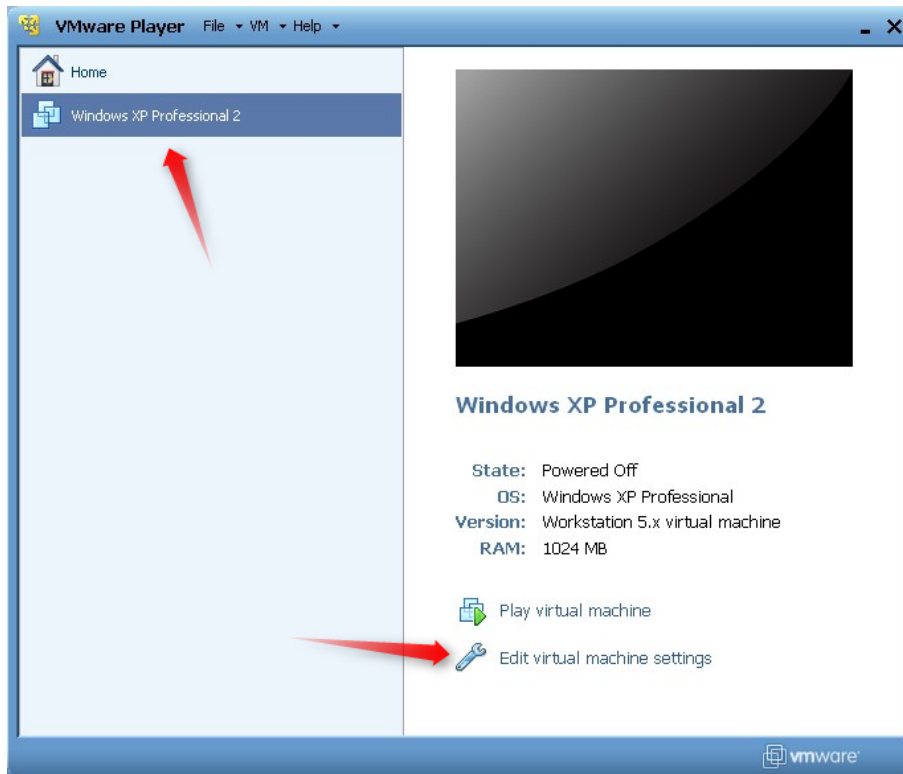 VMware Player File VM Help
Home
Windows XP Professional 2
Windows XP Professional 2
State: Powered Off
OS: Windows XP Professional
Version: Workstation 5.x virtual machine
RAM: 1024 MB
Play virtual machine
Edit virtual machine settings
vmware